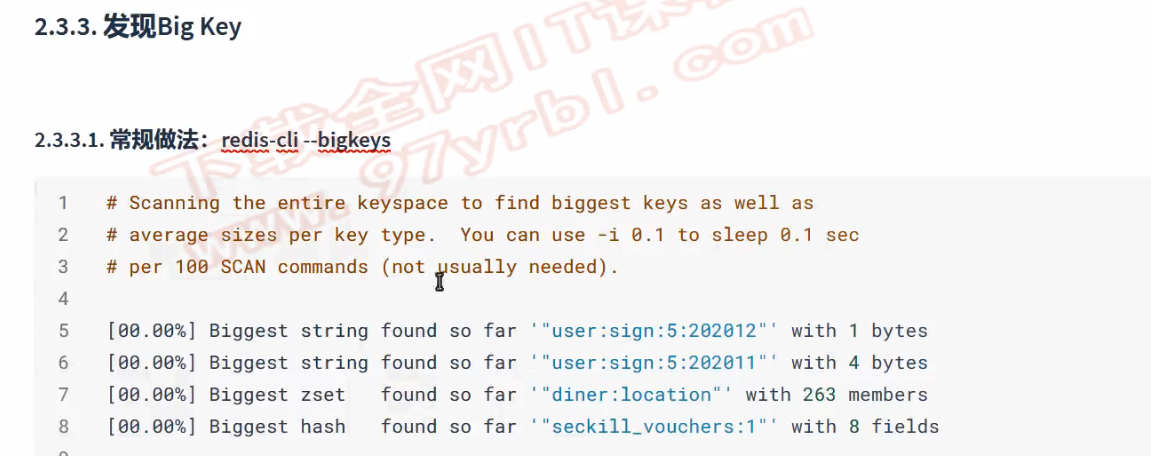 2.3.3. 发现Big Key
下载全网IT课
www.97yrbl.com
2.3.3.1. 常规做法：redis-cli --bigkeys
1 # Scanning the entire keyspace to find biggest keys as well as
2 # average sizes per key type.  You can use -i 0.1 to sleep 0.1 sec
3 # per 100 SCAN commands (not usually needed).
4
5 [00.00%] Biggest string found so far '"user:sign:5:202012"' with 1 bytes
6 [00.00%] Biggest string found so far '"user:sign:5:202011"' with 4 bytes
7 [00.00%] Biggest zset   found so far '"diner:location"' with 263 members
8 [00.00%] Biggest hash   found so far '"seckill_vouchers:1"' with 8 fields